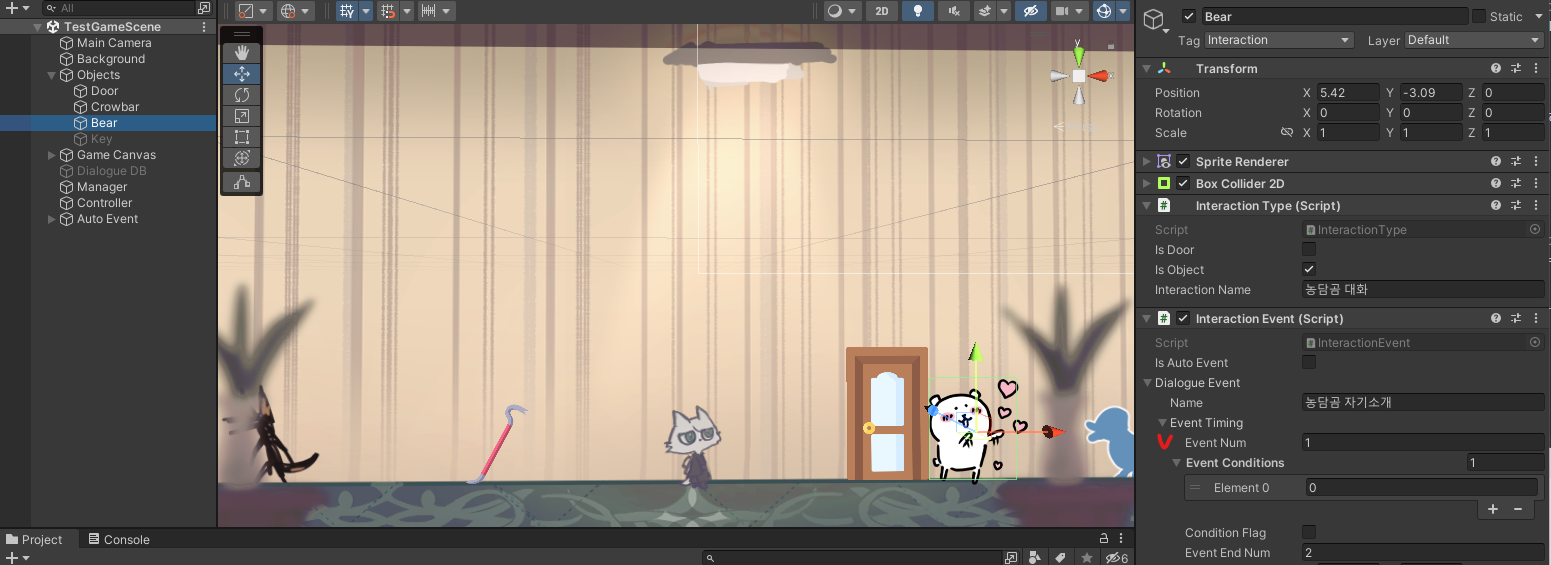 All
TestGameScene
Main Camera
Background
Objects
Door
Crowbar
Bear
Key
Game Canvas
Dialogue DB
Manager
Controller
Auto Event
2D
y
Project
Console
6
Bear
Static
Tag Interaction Layer Default
Transform
Position X 5.42 Y -3.09 Z 0
Rotation X 0 Y 0 Z 0
Scale X 1 Y 1 Z 1
Sprite Renderer
Box Collider 2D
# Interaction Type (Script)
Script InteractionType
Is Door
Is Object
Interaction Name 농담곰 대화
# Interaction Event (Script)
Script InteractionEvent
Is Auto Event
Dialogue Event
Name 농담곰 자기소개
Event Timing
Event Num 1
Event Conditions 1
Element 0 0
Condition Flag
Event End Num 2